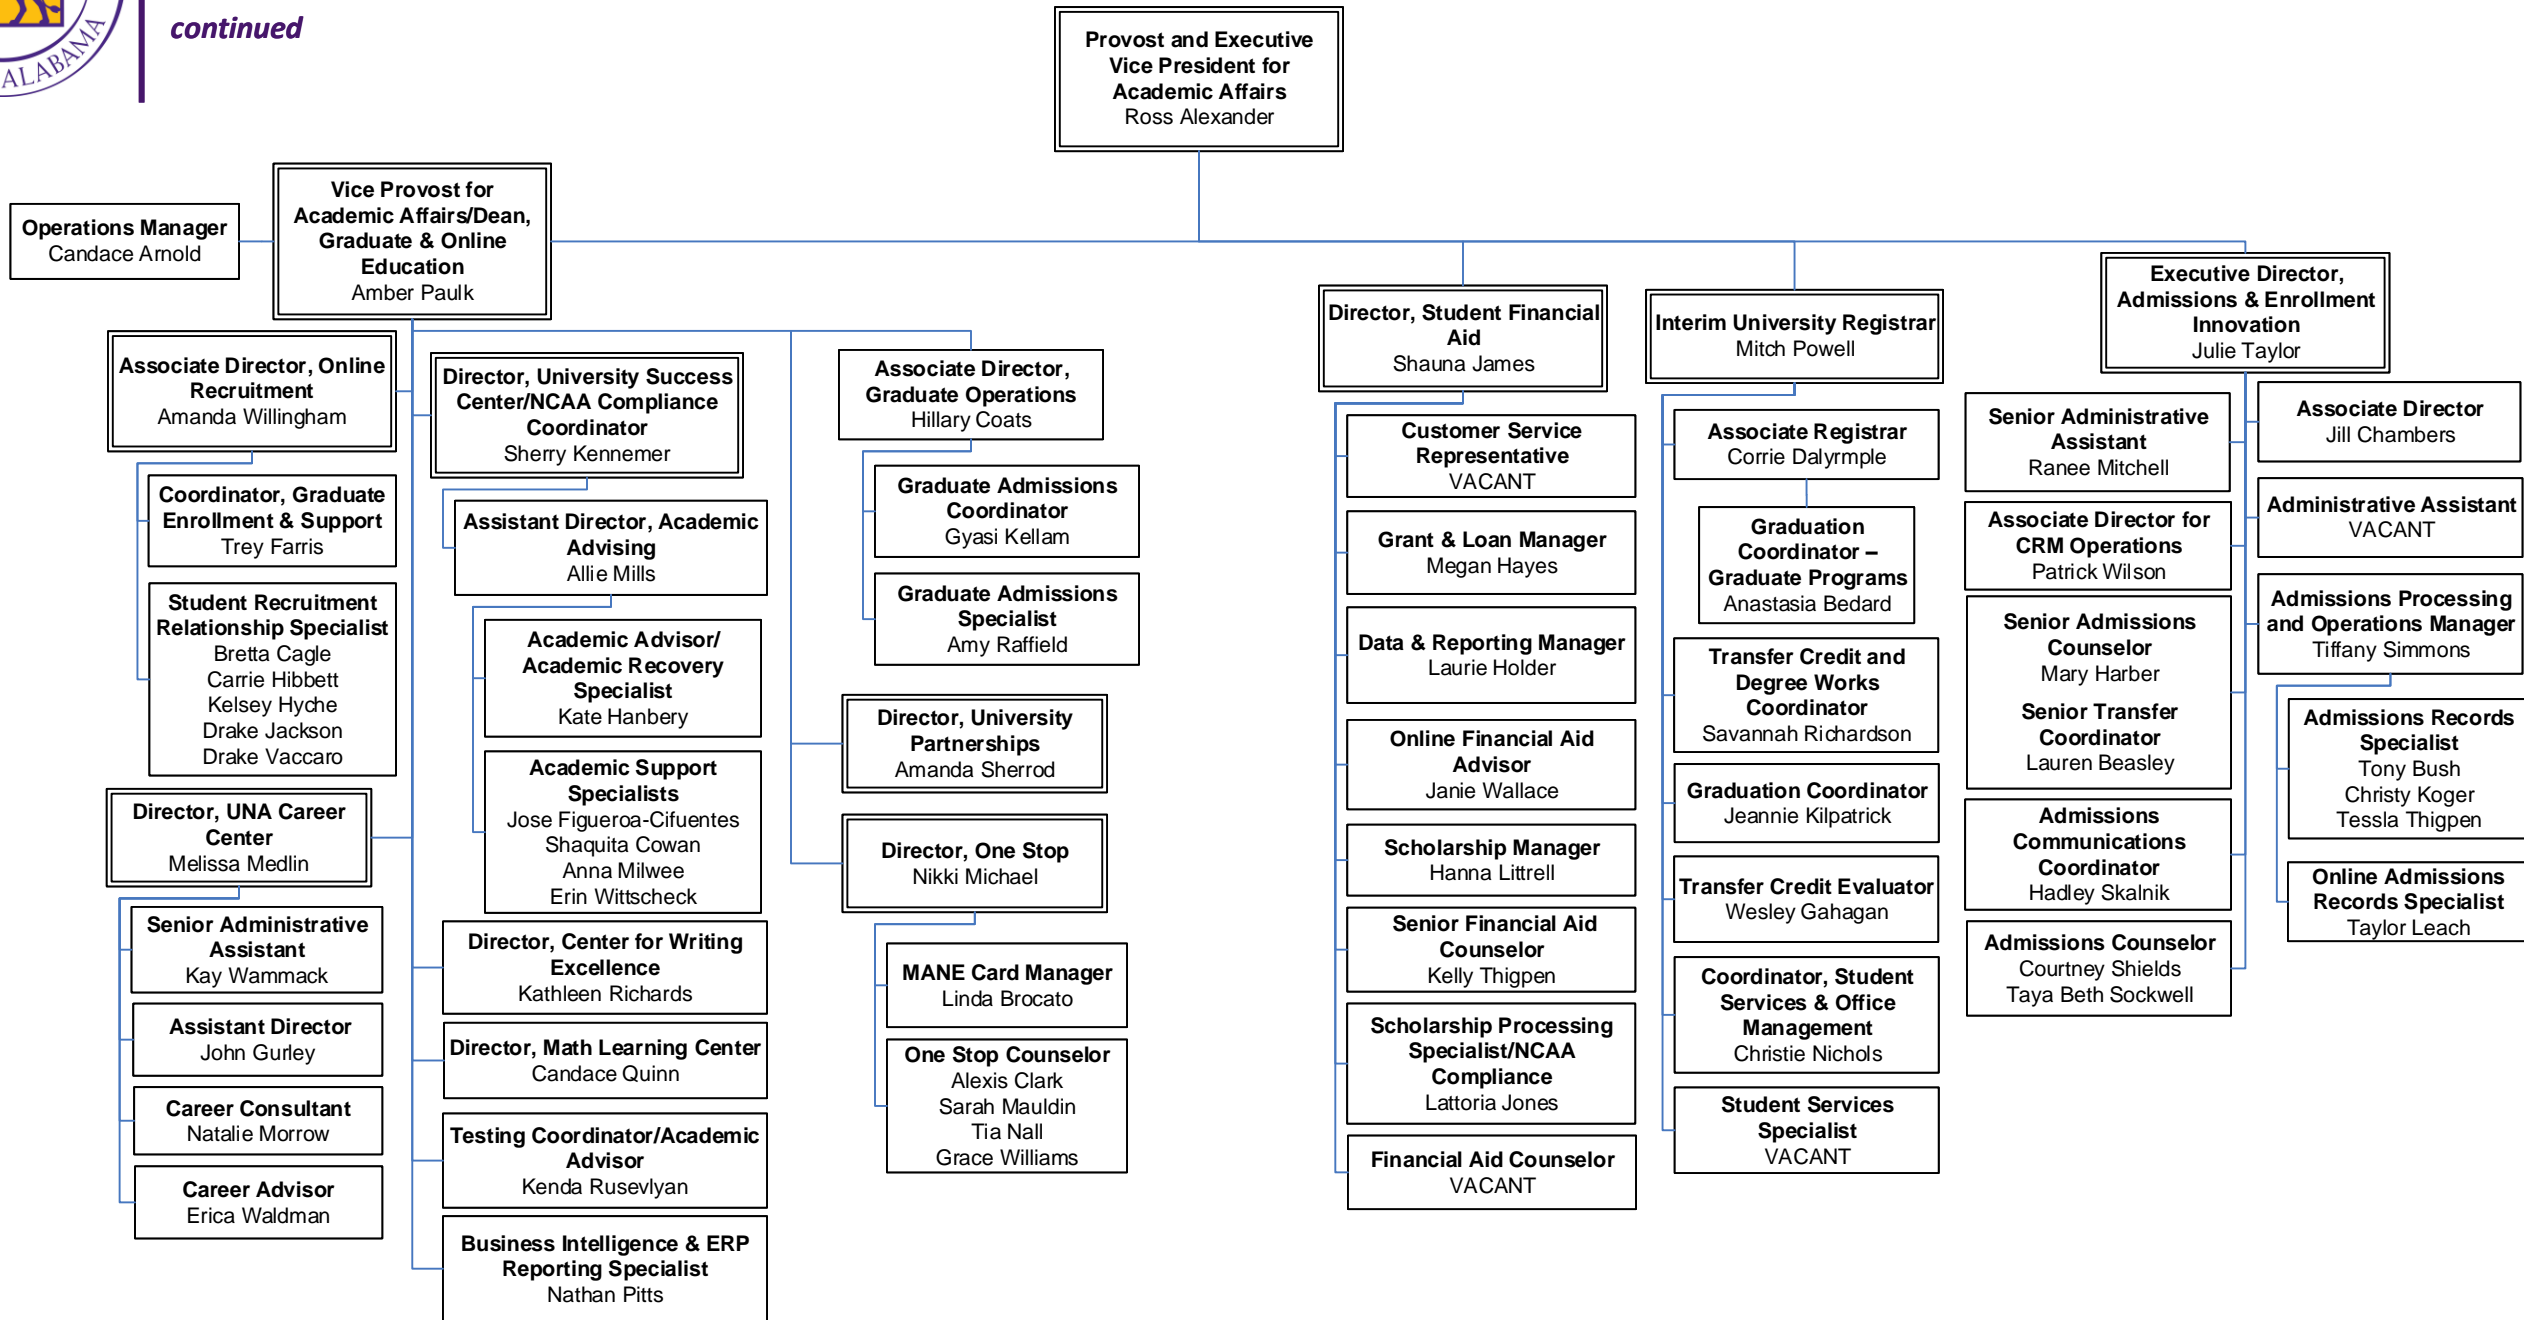 ALABAMA
continued
Provost and Executive
Vice President for
Academic Affairs
Ross Alexander
Operations Manager
Candace Arnold
Vice Provost for
Academic Affairs/Dean,
Graduate & Online
Education
Amber Paulk
Associate Director, Online
Recruitment
Amanda Willingham
Coordinator, Graduate
Enrollment & Support
Trey Farris
Student Recruitment
Relationship Specialist
Bretta Cagle
Carrie Hibbett
Kelsey Hyche
Drake Jackson
Drake Vaccaro
Director, UNA Career
Center
Melissa Medlin
Senior Administrative
Assistant
Kay Wammack
Assistant Director
John Gurley
Career Consultant
Natalie Morrow
Career Advisor
Erica Waldman
Director, University Success
Center/NCAA Compliance
Coordinator
Sherry Kennemer
Assistant Director, Academic
Advising
Allie Mills
Academic Advisor/
Academic Recovery
Specialist
Kate Hanbery
Academic Support
Specialists
Jose Figueroa-Cifuentes
Shaquita Cowan
Anna Milwee
Erin Wittscheck
Director, Center for Writing
Excellence
Kathleen Richards
Director, Math Learning Center
Candace Quinn
Testing Coordinator/Academic
Advisor
Kenda Rusevlyan
Business Intelligence & ERP
Reporting Specialist
Nathan Pitts
Associate Director,
Graduate Operations
Hillary Coats
Graduate Admissions
Coordinator
Gyasi Kellam
Graduate Admissions
Specialist
Amy Raffield
Director, University
Partnerships
Amanda Sherrod
Director, One Stop
Nikki Michael
MANE Card Manager
Linda Brocato
One Stop Counselor
Alexis Clark
Sarah Mauldin
Tia Nall
Grace Williams
Director, Student Financial
Aid
Shauna James
Customer Service
Representative
VACANT
Grant & Loan Manager
Megan Hayes
Data & Reporting Manager
Laurie Holder
Online Financial Aid
Advisor
Janie Wallace
Scholarship Manager
Hanna Littrell
Senior Financial Aid
Counselor
Kelly Thigpen
Scholarship Processing
Specialist/NCAA
Compliance
Lattoria Jones
Financial Aid Counselor
VACANT
Interim University Registrar
Mitch Powell
Associate Registrar
Corrie Dalyrmple
Graduation
Coordinator –
Graduate Programs
Anastasia Bedard
Transfer Credit and
Degree Works
Coordinator
Savannah Richardson
Graduation Coordinator
Jeannie Kilpatrick
Transfer Credit Evaluator
Wesley Gahagan
Coordinator, Student
Services & Office
Management
Christie Nichols
Student Services
Specialist
VACANT
Executive Director,
Admissions & Enrollment
Innovation
Julie Taylor
Senior Administrative
Assistant
Ranee Mitchell
Associate Director for
CRM Operations
Patrick Wilson
Senior Admissions
Counselor
Mary Harber
Senior Transfer
Coordinator
Lauren Beasley
Admissions
Communications
Coordinator
Hadley Skalnik
Admissions Counselor
Courtney Shields
Taya Beth Sockwell
Associate Director
Jill Chambers
Administrative Assistant
VACANT
Admissions Processing
and Operations Manager
Tiffany Simmons
Admissions Records
Specialist
Tony Bush
Christy Koger
Tessla Thigpen
Online Admissions
Records Specialist
Taylor Leach